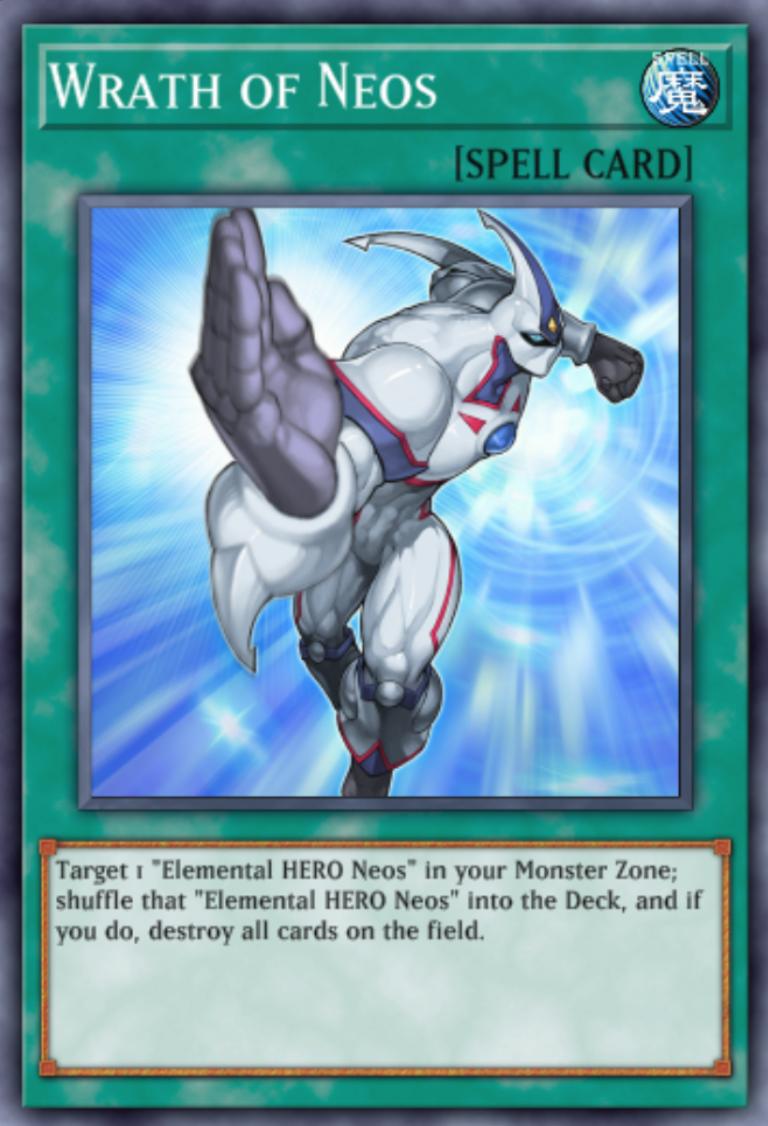 Wrath of Neos
SPELL
魔
[SPELL CARD]
Target 1 "Elemental HERO Neos" in your Monster Zone;
shuffle that "Elemental HERO Neos" into the Deck, and if
you do, destroy all cards on the field.